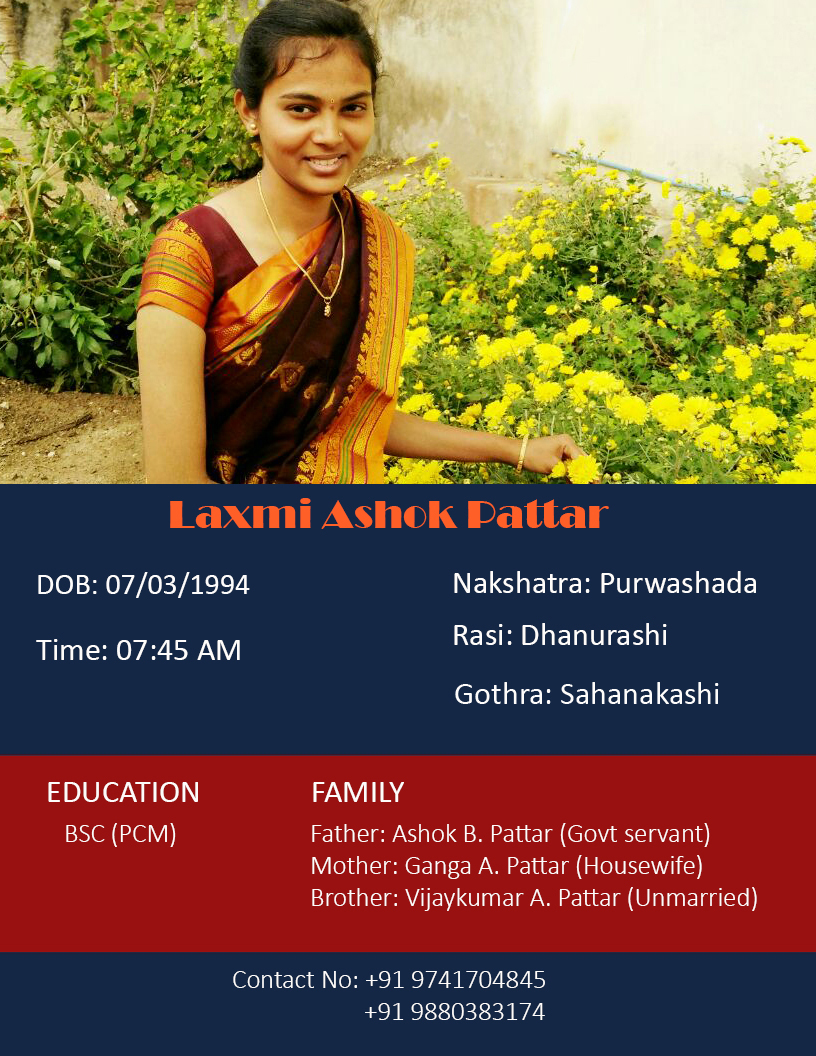 Laxmi Ashok Pattar
DOB: 07/03/1994
Time: 07:45 AM
Nakshatra: Purwashada
Rasi: Dhanurashi
Gothra: Sahanakashi
EDUCATION
BSC (PCM)
FAMILY
Father: Ashok B. Pattar (Govt servant)
Mother: Ganga A. Pattar (Housewife)
Brother: Vijaykumar A. Pattar (Unmarried)
Contact No: +91 9741704845
+91 9880383174